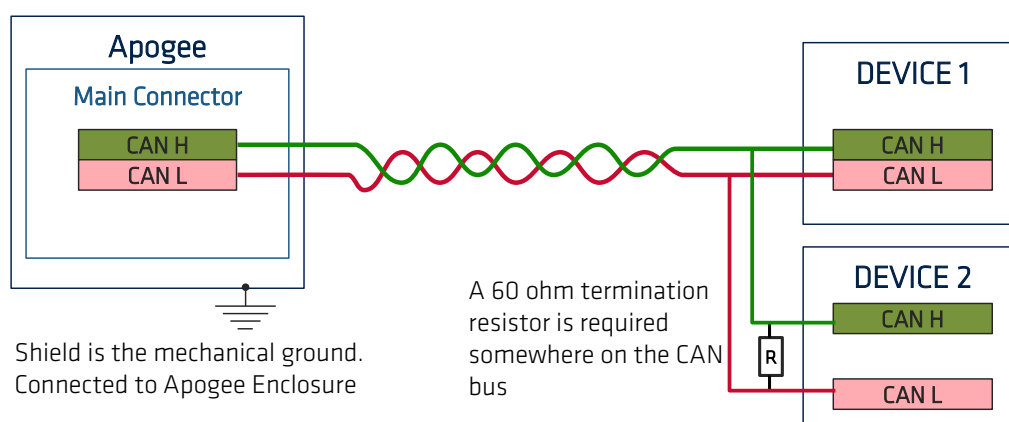 Apogee
Main Connector
CAN H
CAN L
DEVICE 1
CAN H
CAN L
DEVICE 2
CAN H
CAN L
R
A 60 ohm termination
resistor is required
somewhere on the CAN
bus
Shield is the mechanical ground.
Connected to Apogee Enclosure